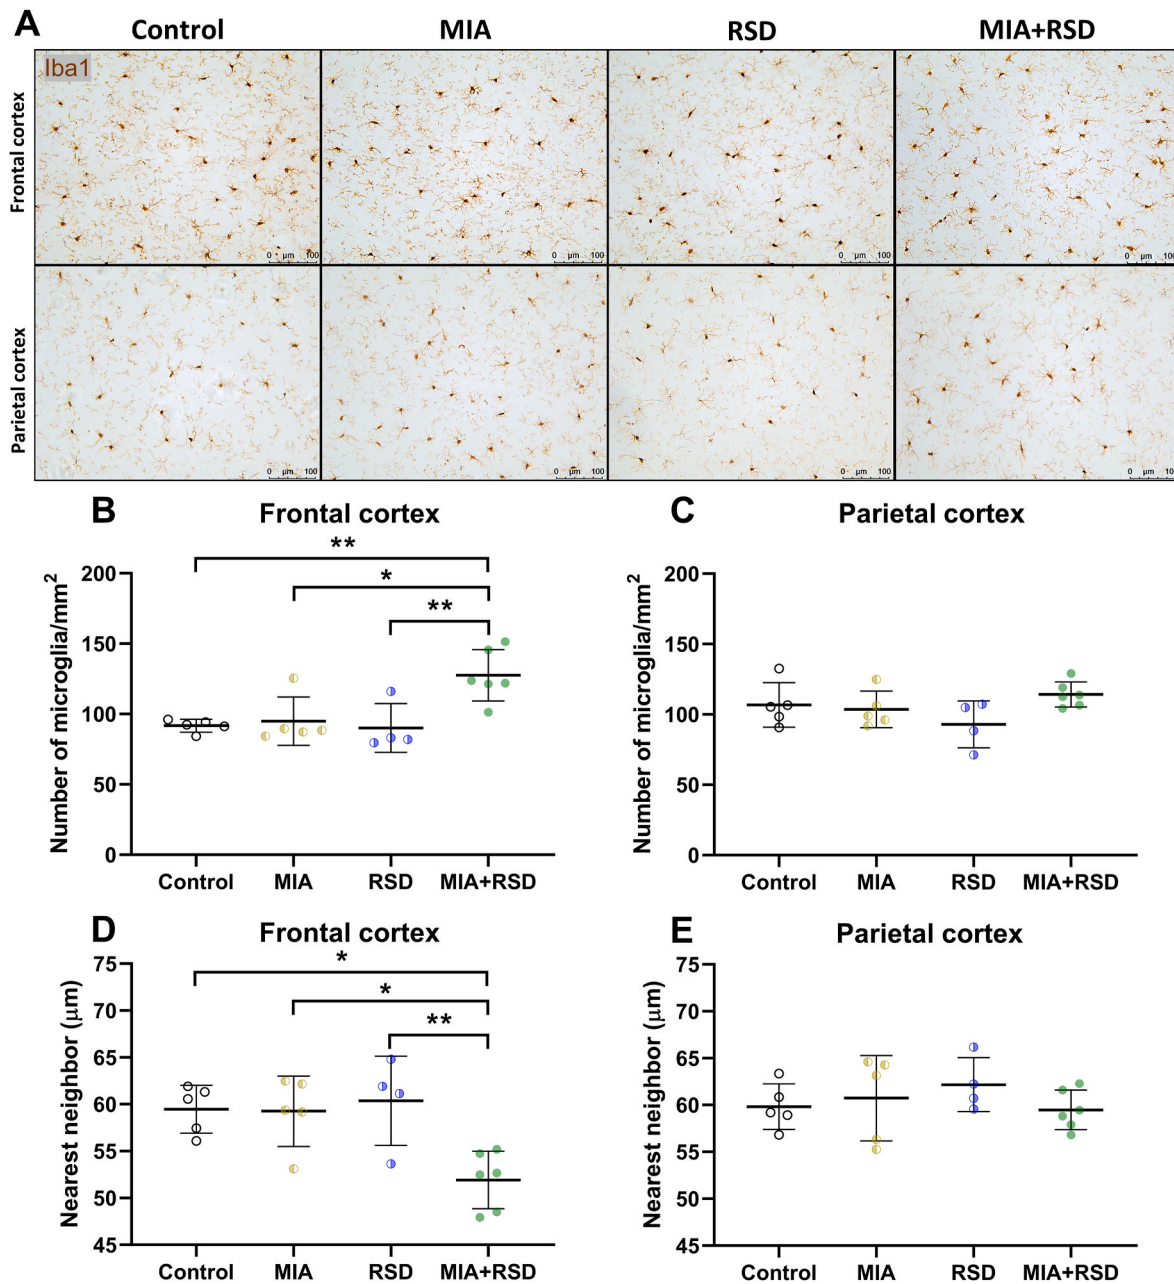 A
Control MIA RSD MIA+RSD
Iba1
Frontal cortex
0 µm 100 0 µm 100 0 µm 100 0 µm 100
Parietal cortex
0 µm 100 0 µm 100 0 µm 100 0 µm 10
B Frontal cortex
**
*
**
Number of microglia/mm²
200
150
100
50
0
Control MIA RSD MIA+RSD
C Parietal cortex
Number of microglia/mm²
200
150
100
50
0
Control MIA RSD MIA+RSD
D Frontal cortex
*
*
**
Nearest neighbor (µm)
75
70
65
60
55
50
45
Control MIA RSD MIA+RSD
E Parietal cortex
Nearest neighbor (µm)
75
70
65
60
55
50
45
Control MIA RSD MIA+RSD